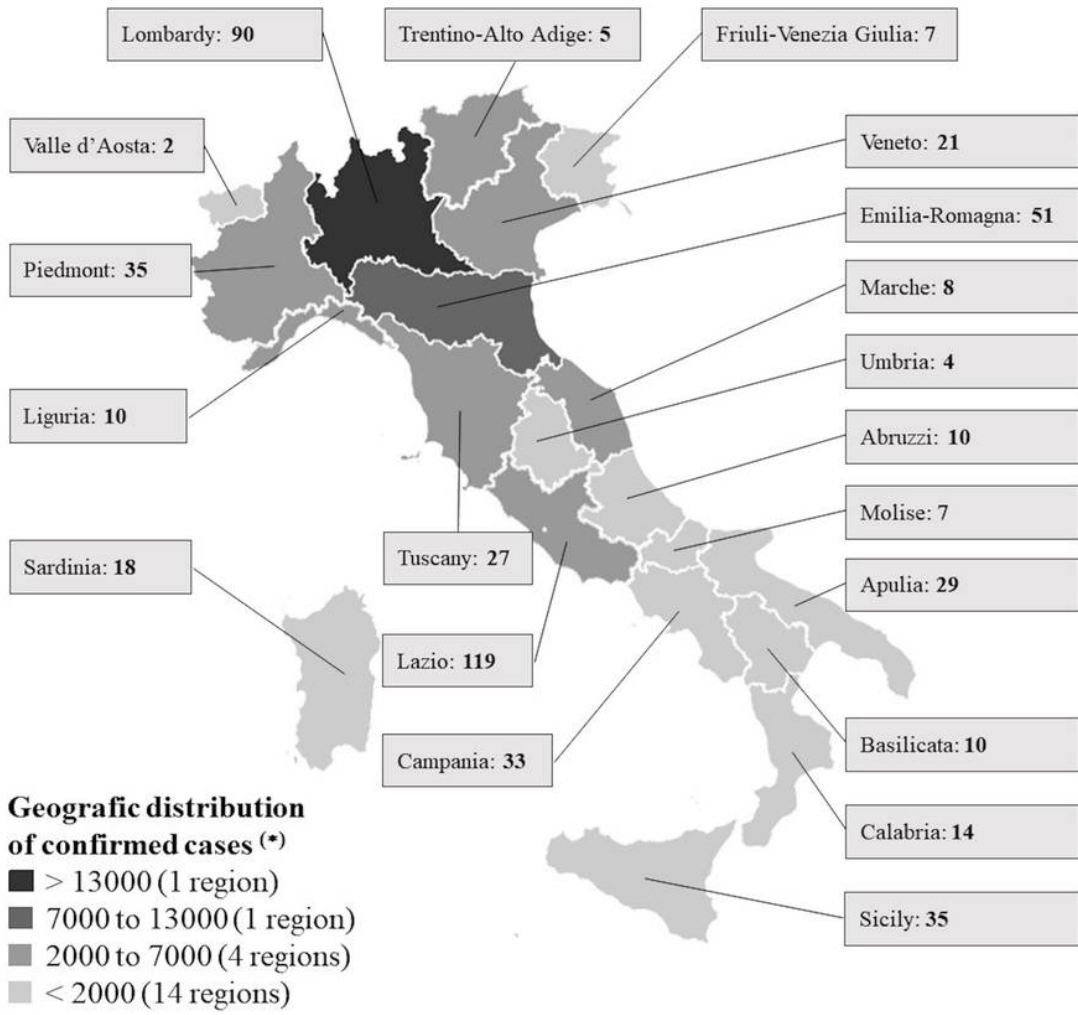 Lombardy: 90
Trentino-Alto Adige: 5
Friuli-Venezia Giulia: 7
Valle d’Aosta: 2
Veneto: 21
Emilia-Romagna: 51
Piedmont: 35
Marche: 8
Umbria: 4
Liguria: 10
Abruzzi: 10
Molise: 7
Sardinia: 18
Tuscany: 27
Apulia: 29
Lazio: 119
Campania: 33
Basilicata: 10
Calabria: 14
Sicily: 35
Geografic distribution
of confirmed cases (*)
> 13000 (1 region)
7000 to 13000 (1 region)
2000 to 7000 (4 regions)
< 2000 (14 regions)